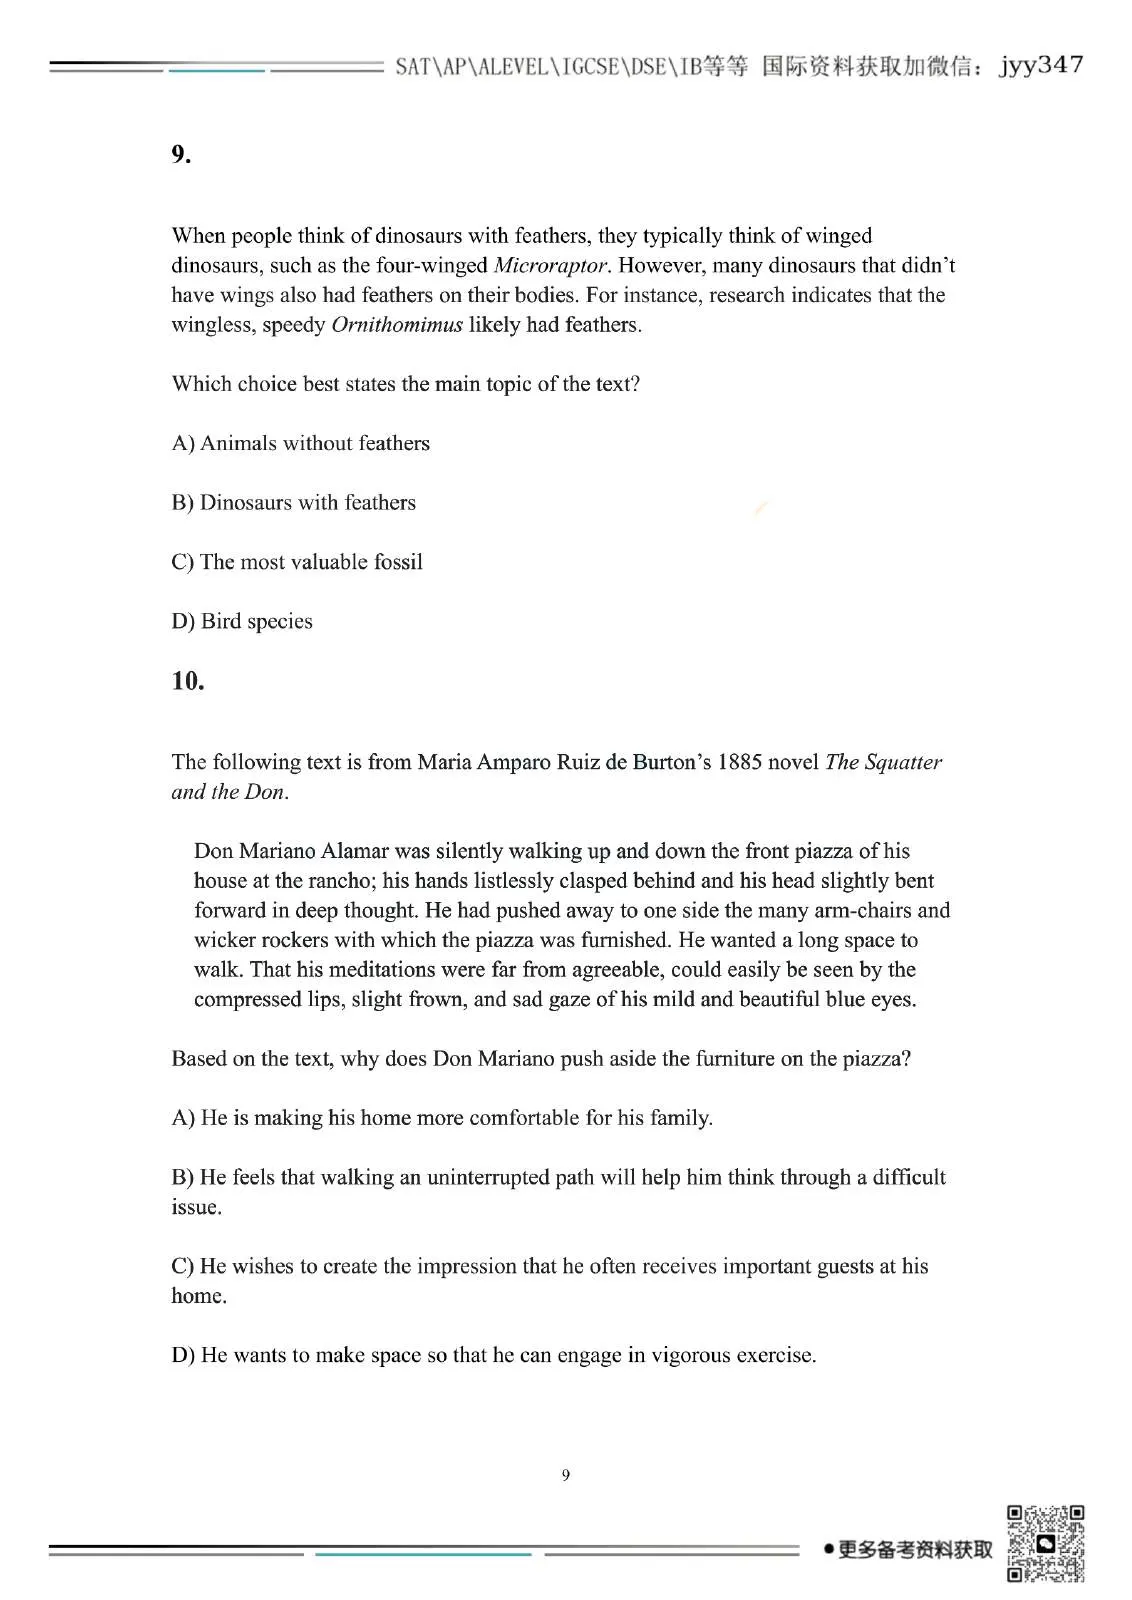 SAT\AP\ALEVEL\IGCSE\DSE\IB等等 国际资料获取加微信： jyy347
9.
When people think of dinosaurs with feathers, they typically think of winged
dinosaurs, such as the four-winged Microraptor. However, many dinosaurs that didn’t
have wings also had feathers on their bodies. For instance, research indicates that the
wingless, speedy Ornithomimus likely had feathers.
Which choice best states the main topic of the text?
A) Animals without feathers
B) Dinosaurs with feathers
C) The most valuable fossil
D) Bird species
10.
The following text is from Maria Amparo Ruiz de Burton’s 1885 novel The Squatter
and the Don.
Don Mariano Alamar was silently walking up and down the front piazza of his
house at the rancho; his hands listlessly clasped behind and his head slightly bent
forward in deep thought. He had pushed away to one side the many arm-chairs and
wicker rockers with which the piazza was furnished. He wanted a long space to
walk. That his meditations were far from agreeable, could easily be seen by the
compressed lips, slight frown, and sad gaze of his mild and beautiful blue eyes.
Based on the text, why does Don Mariano push aside the furniture on the piazza?
A) He is making his home more comfortable for his family.
B) He feels that walking an uninterrupted path will help him think through a difficult
issue.
C) He wishes to create the impression that he often receives important guests at his
home.
D) He wants to make space so that he can engage in vigorous exercise.
9
●更多备考资料获取